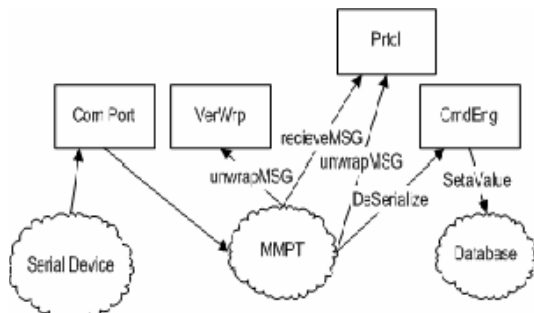 Prtcl
Com Port
VerWrp
CmdEng
recieveMSG
unwrapMSG
unwrapMSG
SetaValue
DeSerialize
MMPT
Serial Device
Database